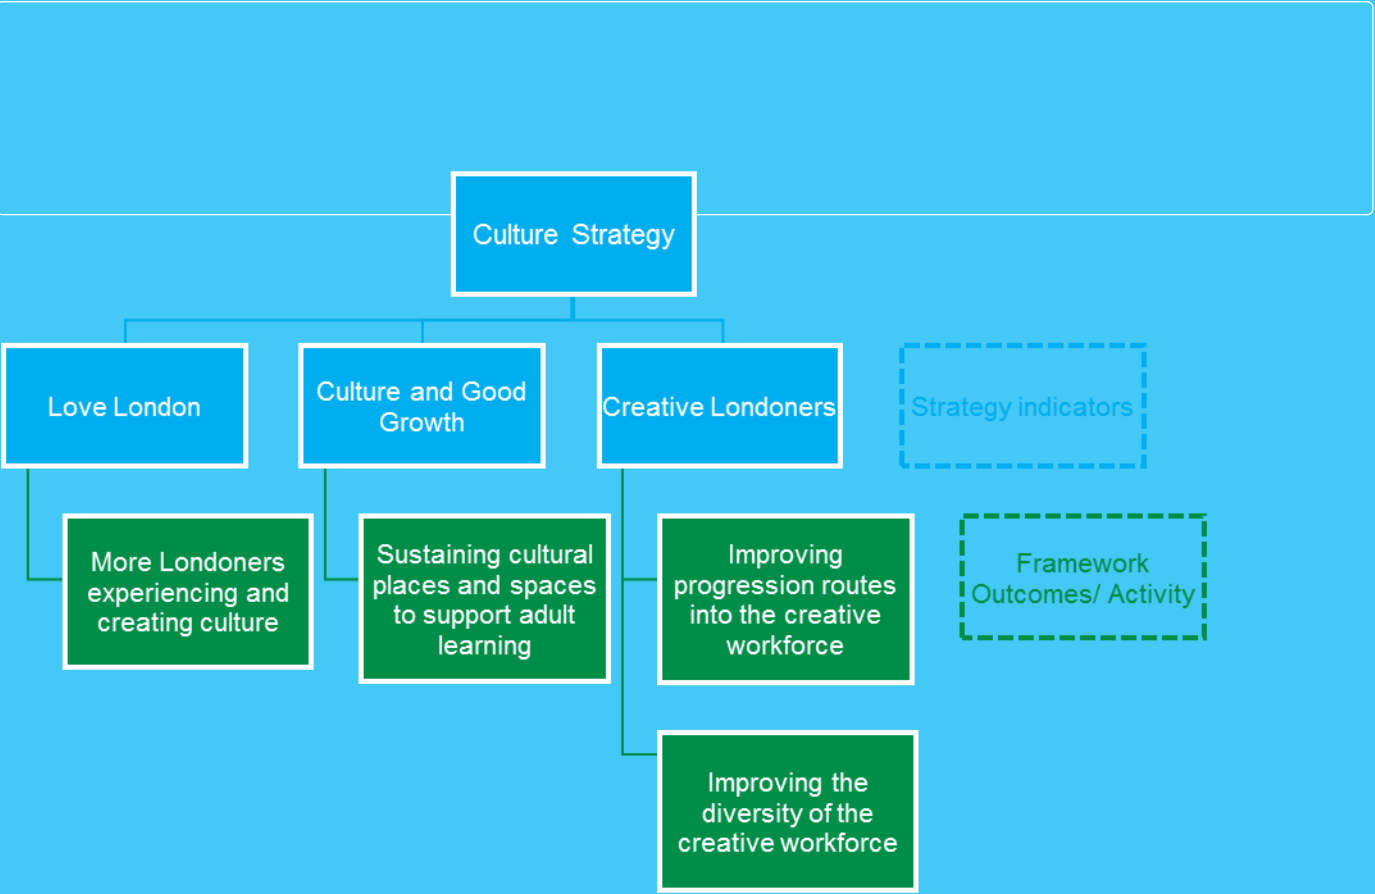 Culture Strategy
Love London
Culture and Good
Growth
Creative Londoners
Strategy indicators
More Londoners
experiencing and
creating culture
Sustaining cultural
places and spaces
to support adult
learning
Improving
progression routes
into the creative
workforce
Framework
Outcomes/ Activity
Improving the
diversity of the
creative workforce